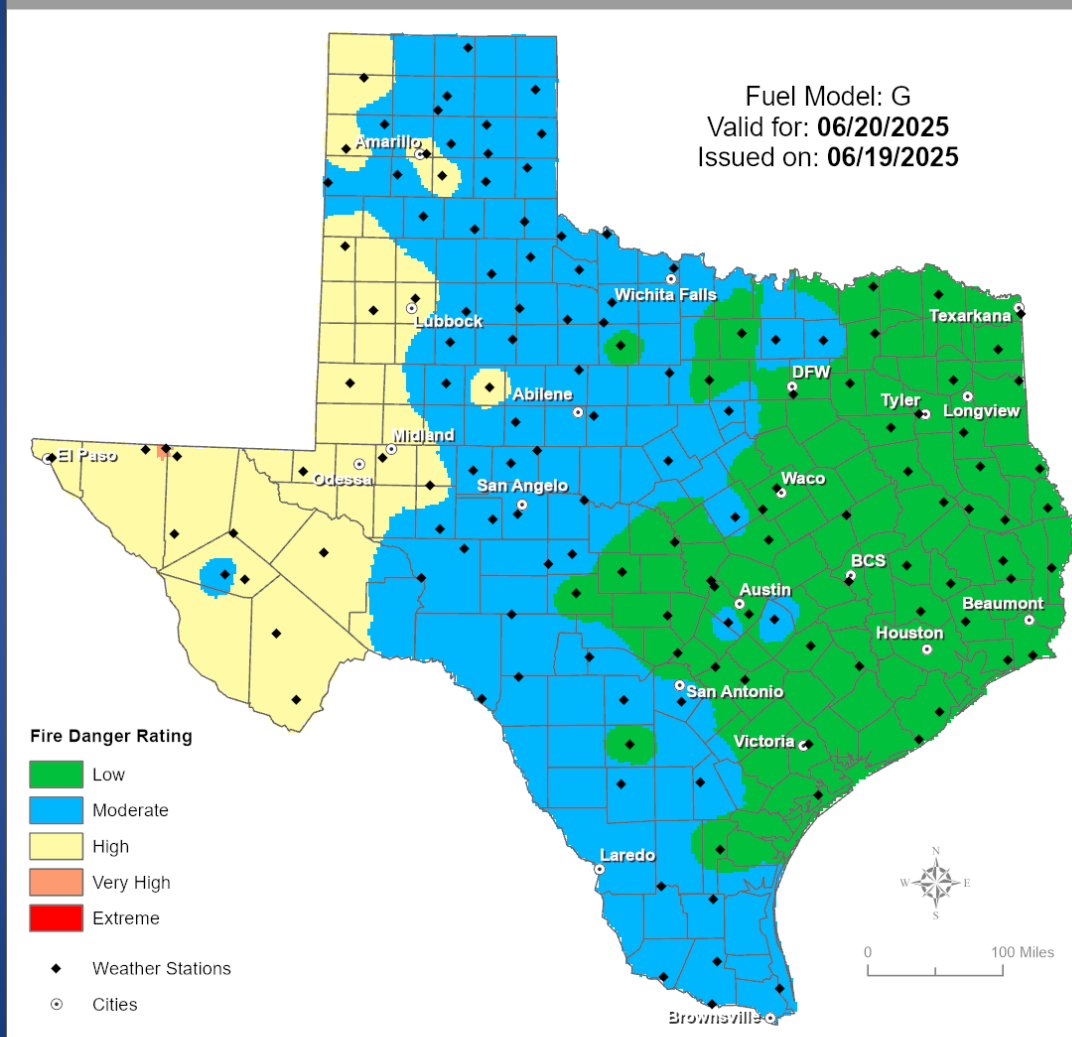 Fuel Model: G
Valid for: 06/20/2025
Issued on: 06/19/2025
Amarillo
Wichita Falls
Texarkana
Lubbock
DFW
Abilene
Tyler
Longview
Midland
El Paso
Odessa
San Angelo
Waco
BCS
Austin
Beaumont
Houston
San Antonio
Victoria
Laredo
Brownsville
Fire Danger Rating
Low
Moderate
High
Very High
Extreme
Weather Stations
Cities
N
W E
S
0 100 Miles